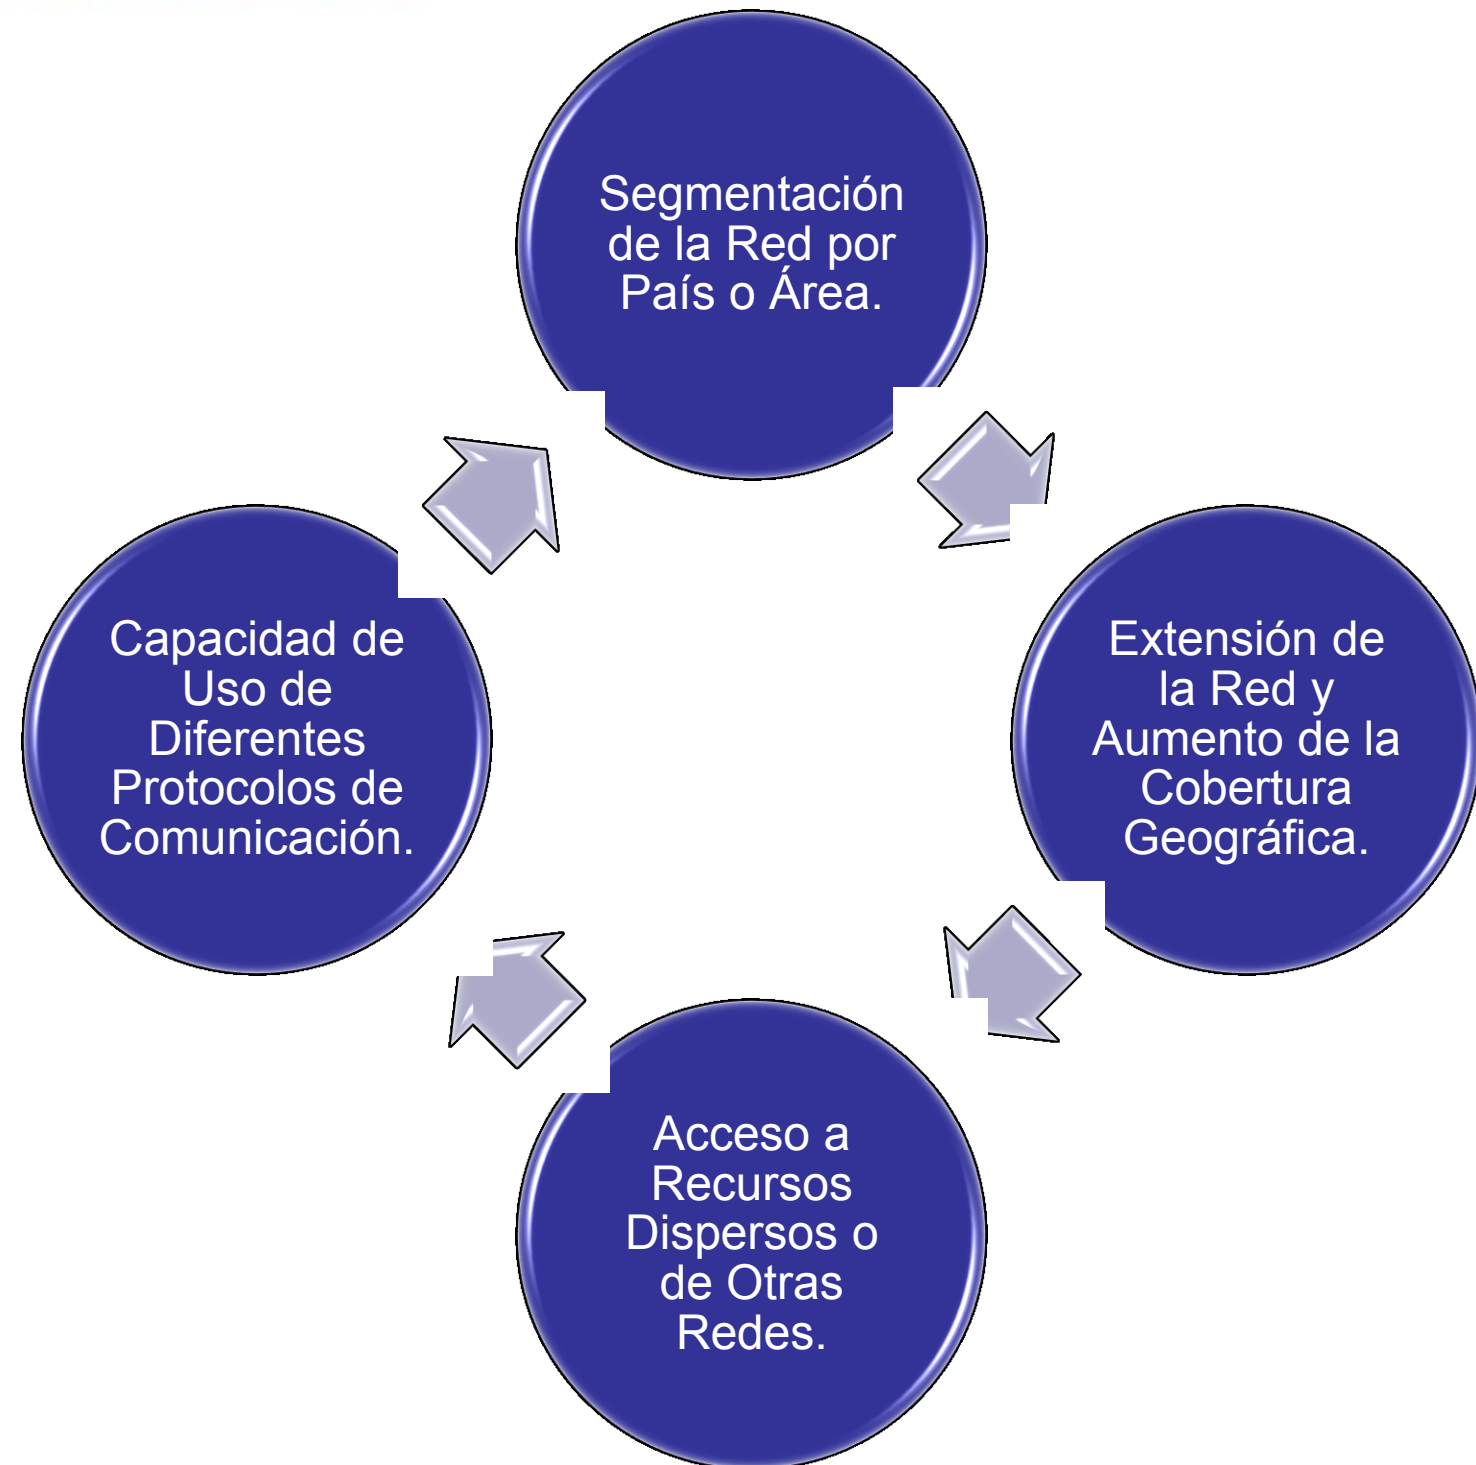 Segmentación
de la Red por
País o Área.
Extensión de
la Red y
Aumento de la
Cobertura
Geográfica.
Acceso a
Recursos
Dispersos o
de Otras
Redes.
Capacidad de
Uso de
Diferentes
Protocolos de
Comunicación.